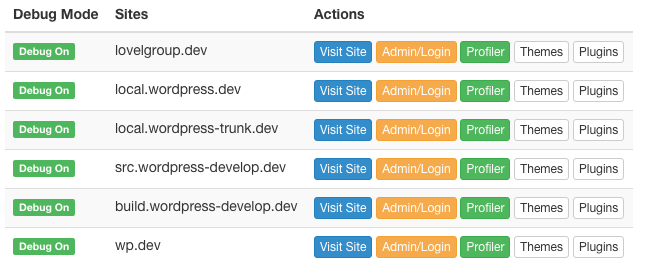 Debug Mode Sites Actions
Debug On lovelgroup.dev Visit Site Admin/Login Profiler Themes Plugins
Debug On local.wordpress.dev Visit Site Admin/Login Profiler Themes Plugins
Debug On local.wordpress-trunk.dev Visit Site Admin/Login Profiler Themes Plugins
Debug On src.wordpress-develop.dev Visit Site Admin/Login Profiler Themes Plugins
Debug On build.wordpress-develop.dev Visit Site Admin/Login Profiler Themes Plugins
Debug On wp.dev Visit Site Admin/Login Profiler Themes Plugins